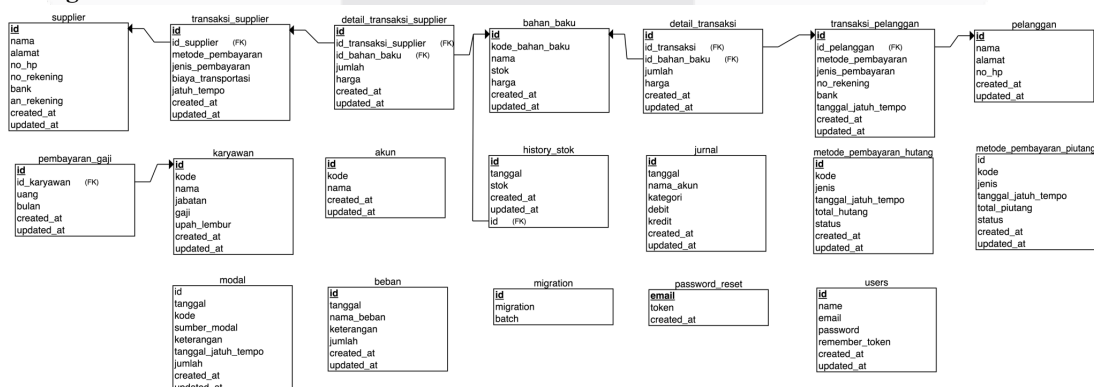 supplier
id
nama
alamat
no_hp
no_rekening
bank
an_rekening
created_at
updated_at
transaksi_supplier
id
id_supplier (FK)
metode_pembayaran
jenis_pembayaran
biaya_transportasi
jatuh_tempo
created_at
updated_at
detail_transaksi_supplier
id
id_transaksi_supplier (FK)
id_bahan_baku (FK)
jumlah
harga
created_at
updated_at
bahan_baku
id
kode_bahan_baku
nama
stok
harga
created_at
updated_at
detail_transaksi
id
id_transaksi (FK)
id_bahan_baku (FK)
jumlah
harga
created_at
updated_at
transaksi_pelanggan
id
id_pelanggan (FK)
metode_pembayaran
jenis_pembayaran
no_rekening
bank
tanggal_jatuh_tempo
created_at
updated_at
pelanggan
id
nama
alamat
no_hp
created_at
updated_at
pembayaran_gaji
id
id_karyawan (FK)
uang
bulan
created_at
updated_at
karyawan
id
kode
nama
jabatan
gaji
upah_lembur
created_at
updated_at
akun
id
kode
nama
created_at
updated_at
history_stok
id
tanggal
stok
created_at
updated_at
id (FK)
jurnal
id
tanggal
nama_akun
kategori
debit
kredit
created_at
updated_at
metode_pembayaran_hutang
id
kode
jenis
tanggal_jatuh_tempo
total_hutang
status
created_at
updated_at
metode_pembayaran_piutang
id
kode
jenis
tanggal_jatuh_tempo
total_piutang
status
created_at
updated_at
modal
id
tanggal
kode
sumber_modal
keterangan
tanggal_jatuh_tempo
jumlah
created_at
updated_at
beban
id
tanggal
nama_beban
keterangan
jumlah
created_at
updated_at
migration
id
migration
batch
password_reset
email
token
created_at
users
id
name
email
password
remember_token
created_at
updated_at